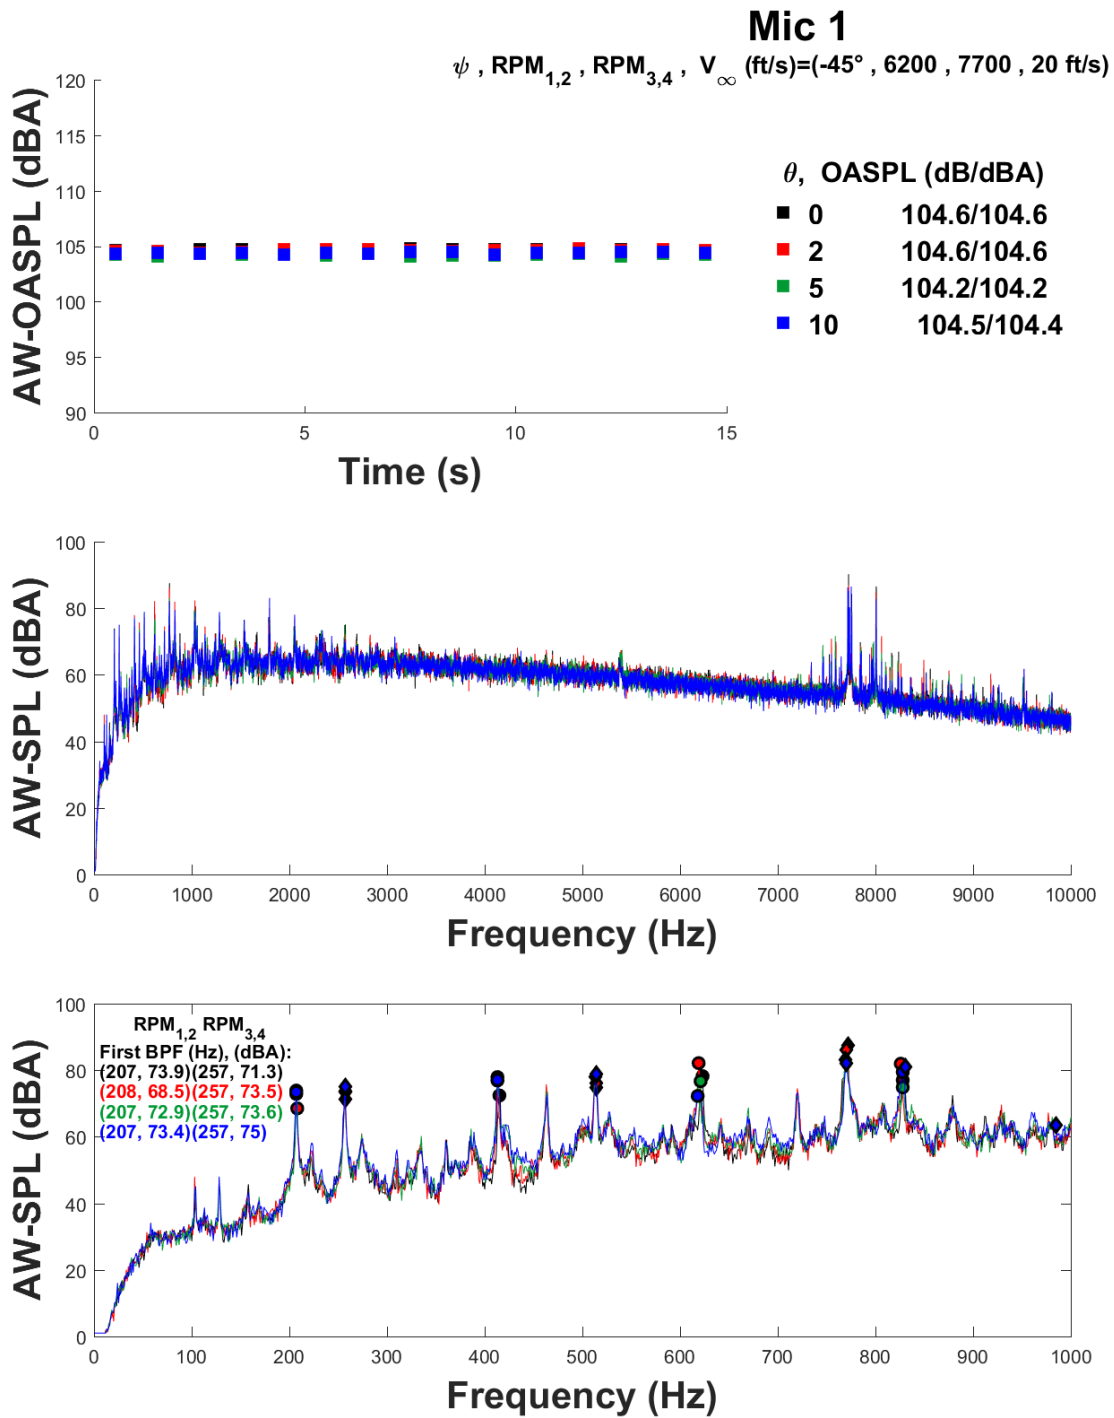 Mic 1
ψ , RPM1,2 , RPM3,4 , V∞ (ft/s)=(-45° , 6200 , 7700 , 20 ft/s)
AW-OASPL (dBA)
120
115
110
105
100
95
90
0 5 10 15
Time (s)
θ, OASPL (dB/dBA)
0 104.6/104.6
2 104.6/104.6
5 104.2/104.2
10 104.5/104.4
AW-SPL (dBA)
100
80
60
40
20
0
0 1000 2000 3000 4000 5000 6000 7000 8000 9000 10000
Frequency (Hz)
AW-SPL (dBA)
100
80
60
40
20
0
RPM1,2 RPM3,4
First BPF (Hz), (dBA):
(207, 73.9)(257, 71.3)
(208, 68.5)(257, 73.5)
(207, 72.9)(257, 73.6)
(207, 73.4)(257, 75)
0 100 200 300 400 500 600 700 800 900 1000
Frequency (Hz)